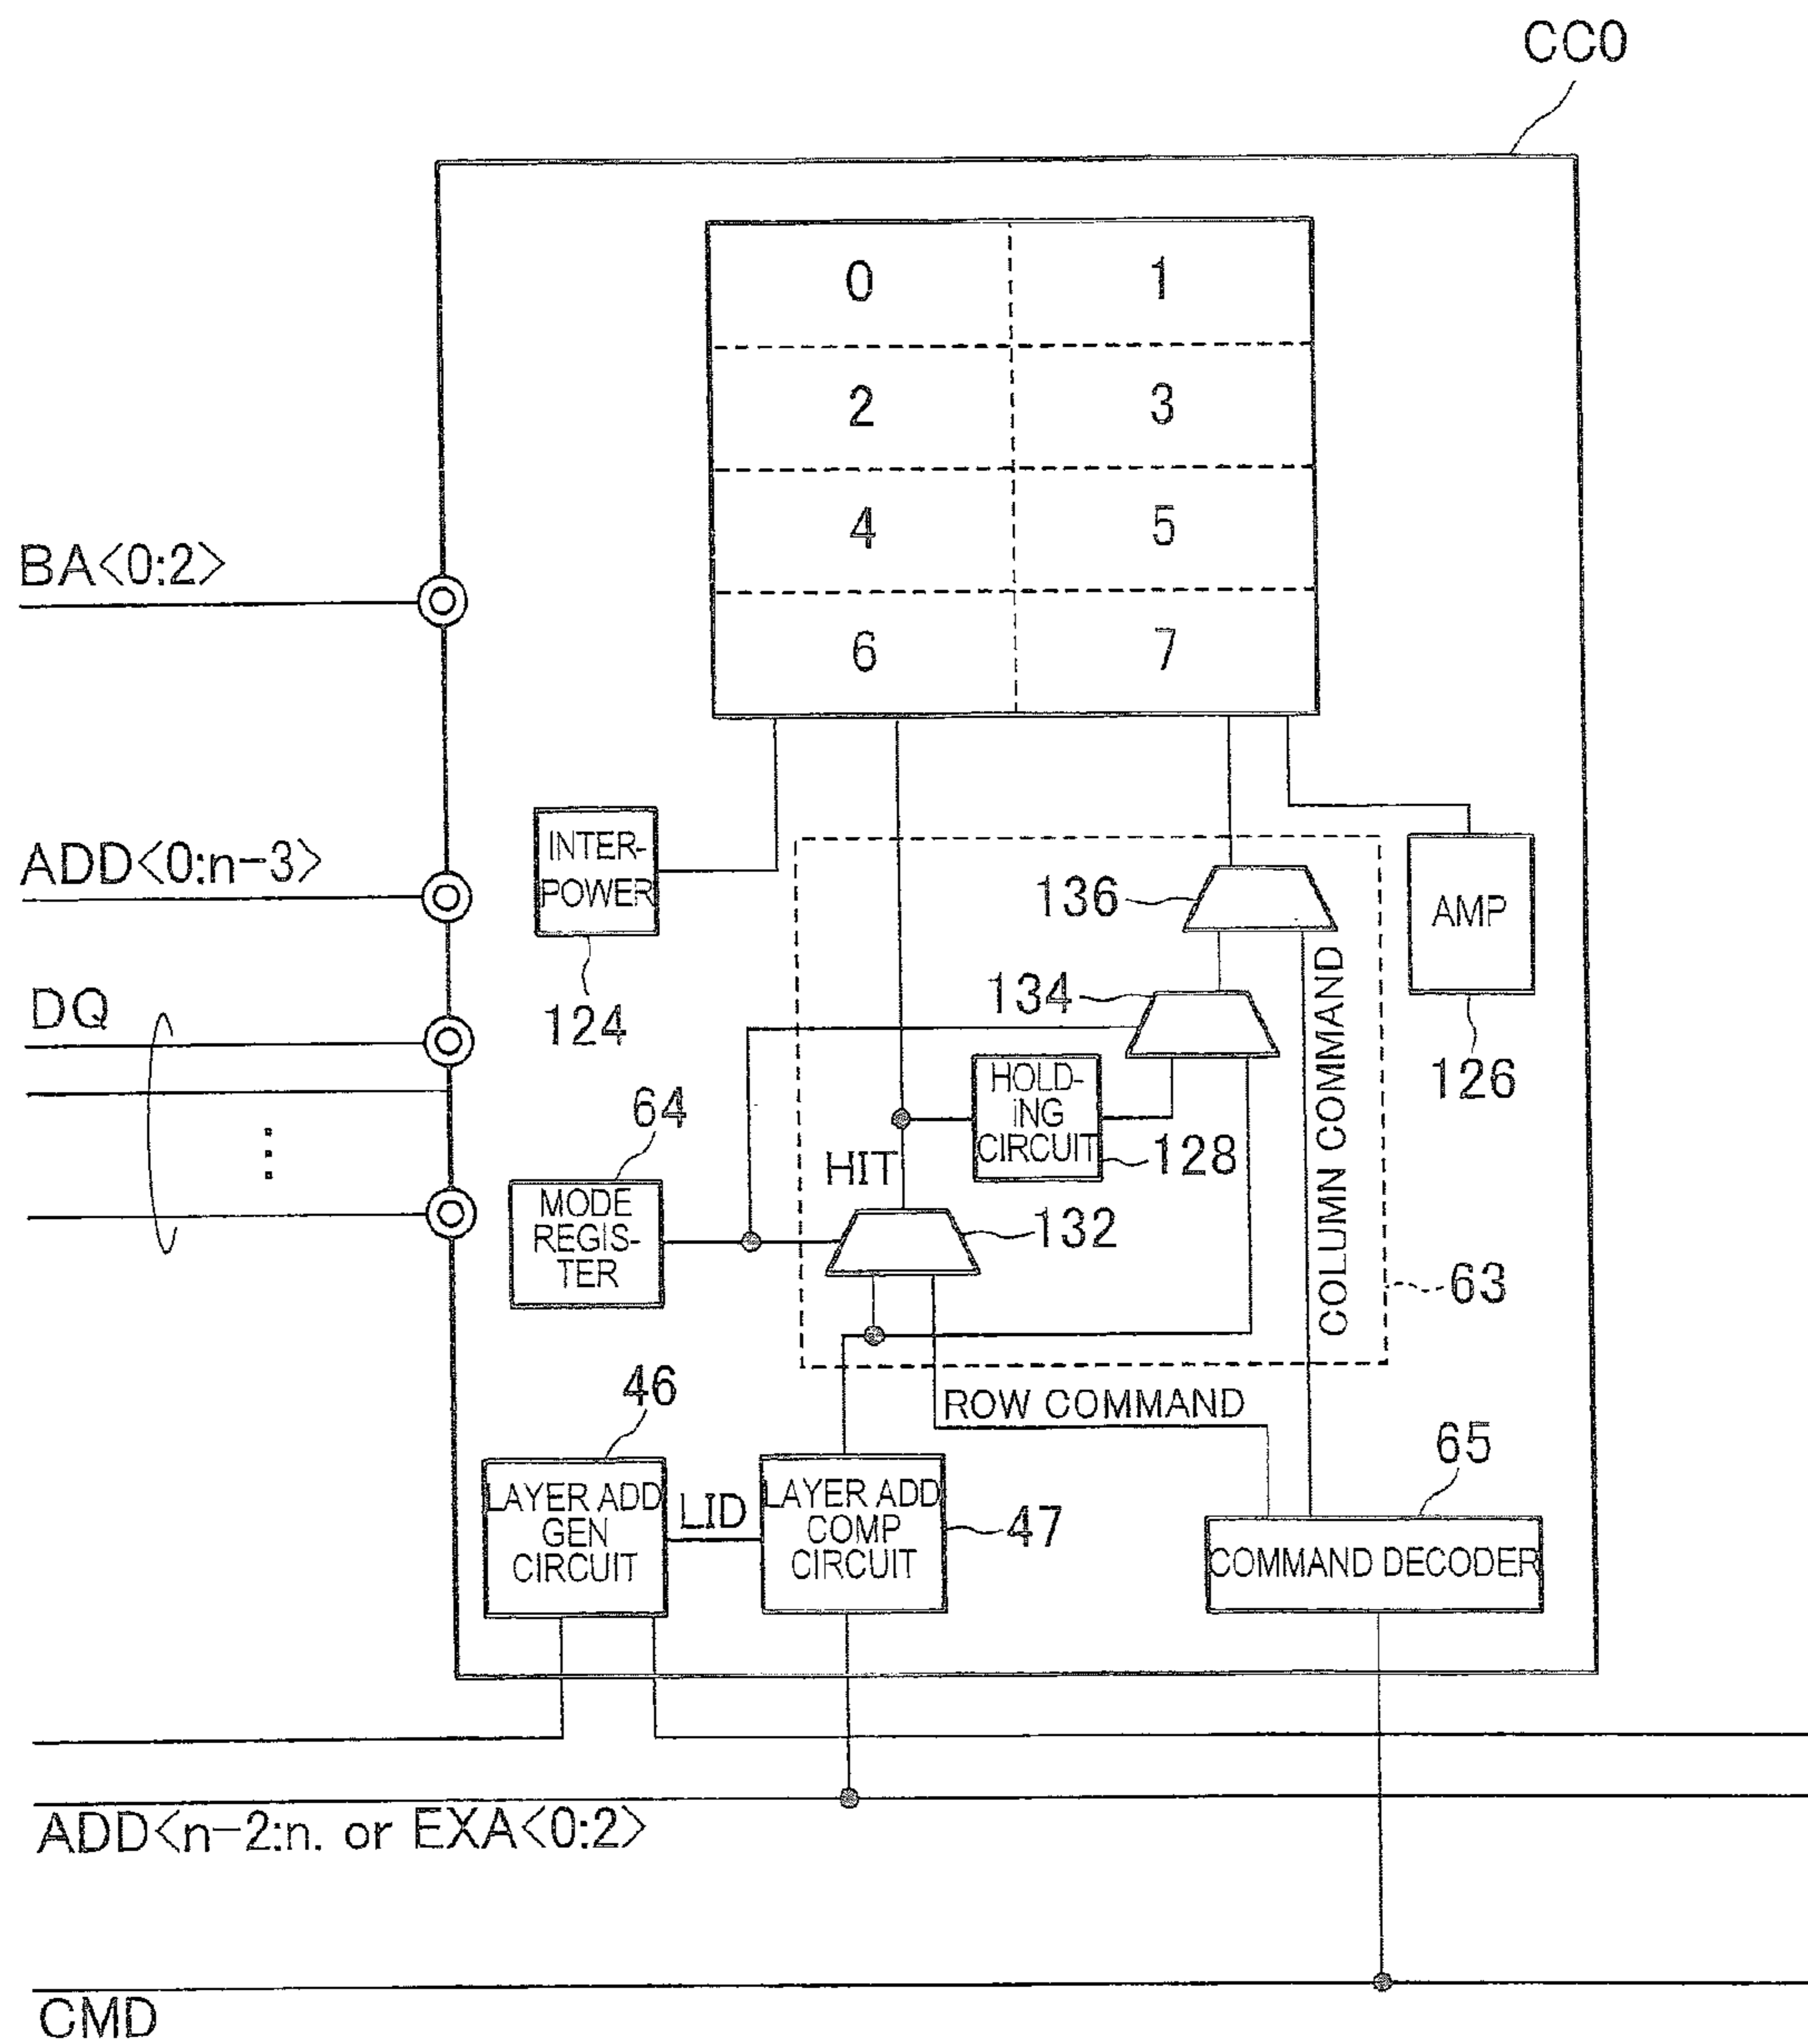 CC0
0
1
2
3
4
5
6
7
BA<0:2>
ADD<0:n-3>
DQ
INTER-
POWER
124
136
AMP
126
134
HOLD-
iNG
CIRCUIT
128
HIT
64
MODE
REGIS-
TER
132
COLUMN COMMAND
63
ROW COMMAND
46
LAYER ADD
GEN
CIRCUIT
LID
LAYER ADD
COMP
CIRCUIT
47
65
COMMAND DECODER
ADD<n-2:n. or EXA<0:2>
CMD